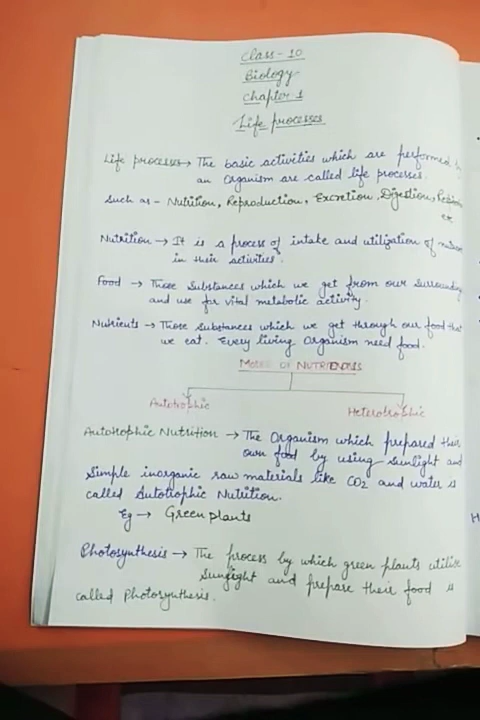 Class-10
Biology-
Chapter-1
Life processes
Life processes→ The basic activities which are performed by
an Organism are called life processes.
Such as - Nutrition, Reproduction, Excretion, Digestion,
Nutrition → It is a process of intake and utilization of
in their activities.
Food → Those Substances which we get from our Surrounding
and use for vital metabolic activity.
Nutrients → Those substances which we get through our food that
we eat. Every living Organism need food.
Autotrophic Heterotrophic
Autotrophic Nutrition → The Organism which prepared their
own food by using Sunlight and
Simple inorganic raw materials like CO2 and water is
called Autotrophic Nutrition.
Eg → Green plants
Photosynthesis → The process by which green plants utilise
Sunlight and prepare their food is
called Photosynthesis.
H